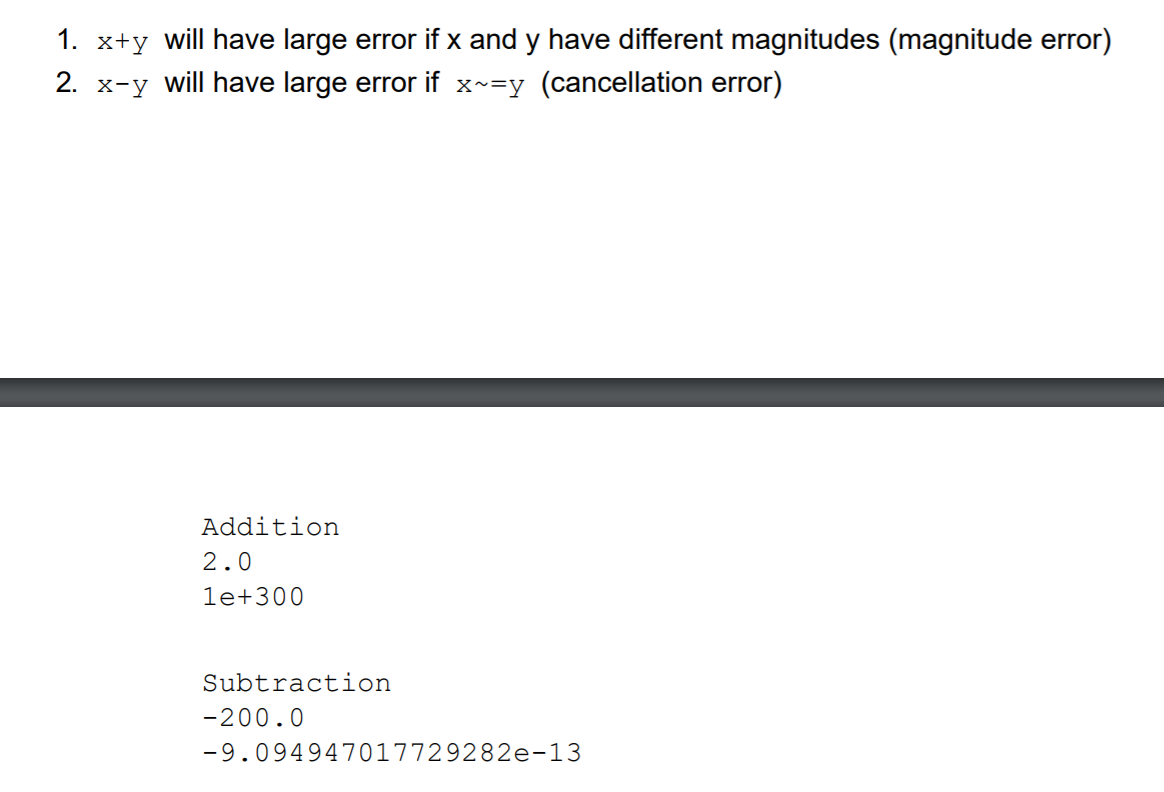 1. x+y will have large error if x and y have different magnitudes (magnitude error)
2. x-y will have large error if x~=y (cancellation error)
Addition
2.0
1e+300
Subtraction
-200.0
-9.094947017729282e-13